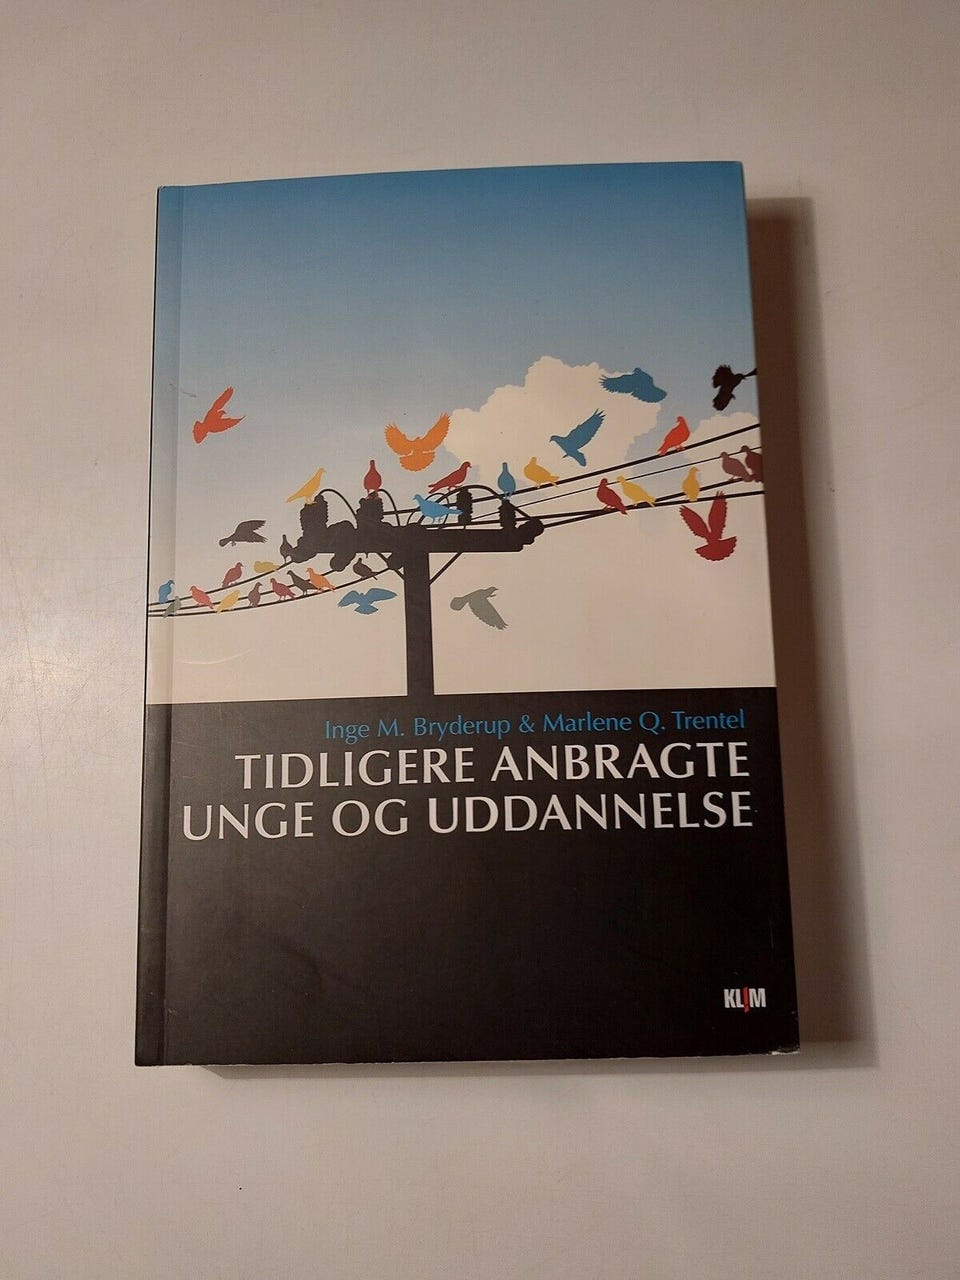 Inge M. Bryderup & Marlene Q. Trentel
TIDLIGERE ANBRAGTE
UNGE OG UDDANNELSE
KLIM